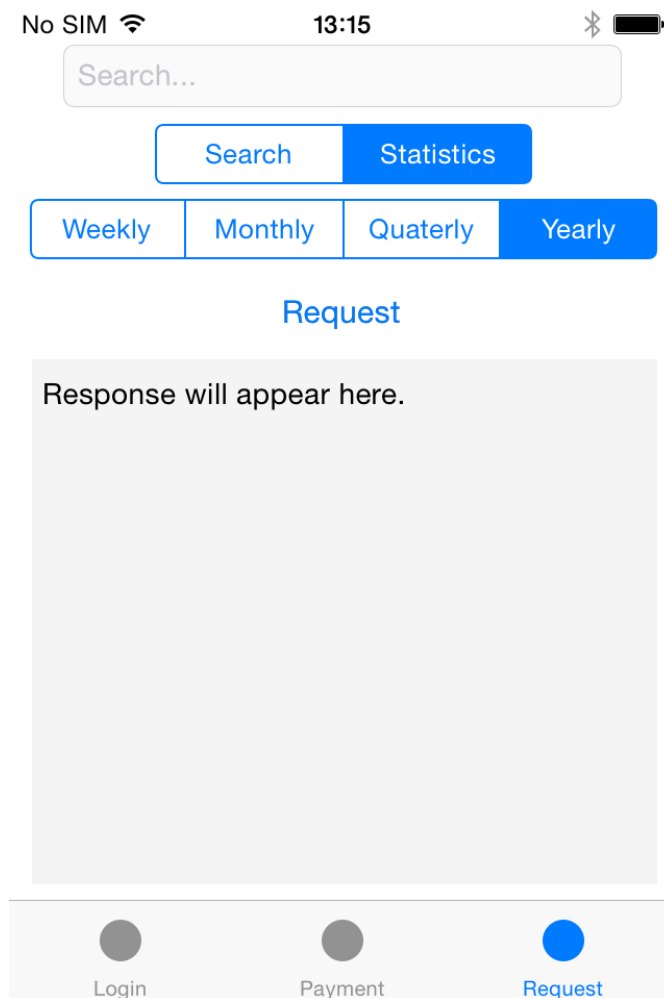 No SIM 13:15
Search...
Search Statistics
Weekly Monthly Quaterly Yearly
Request
Response will appear here.
Login Payment Request